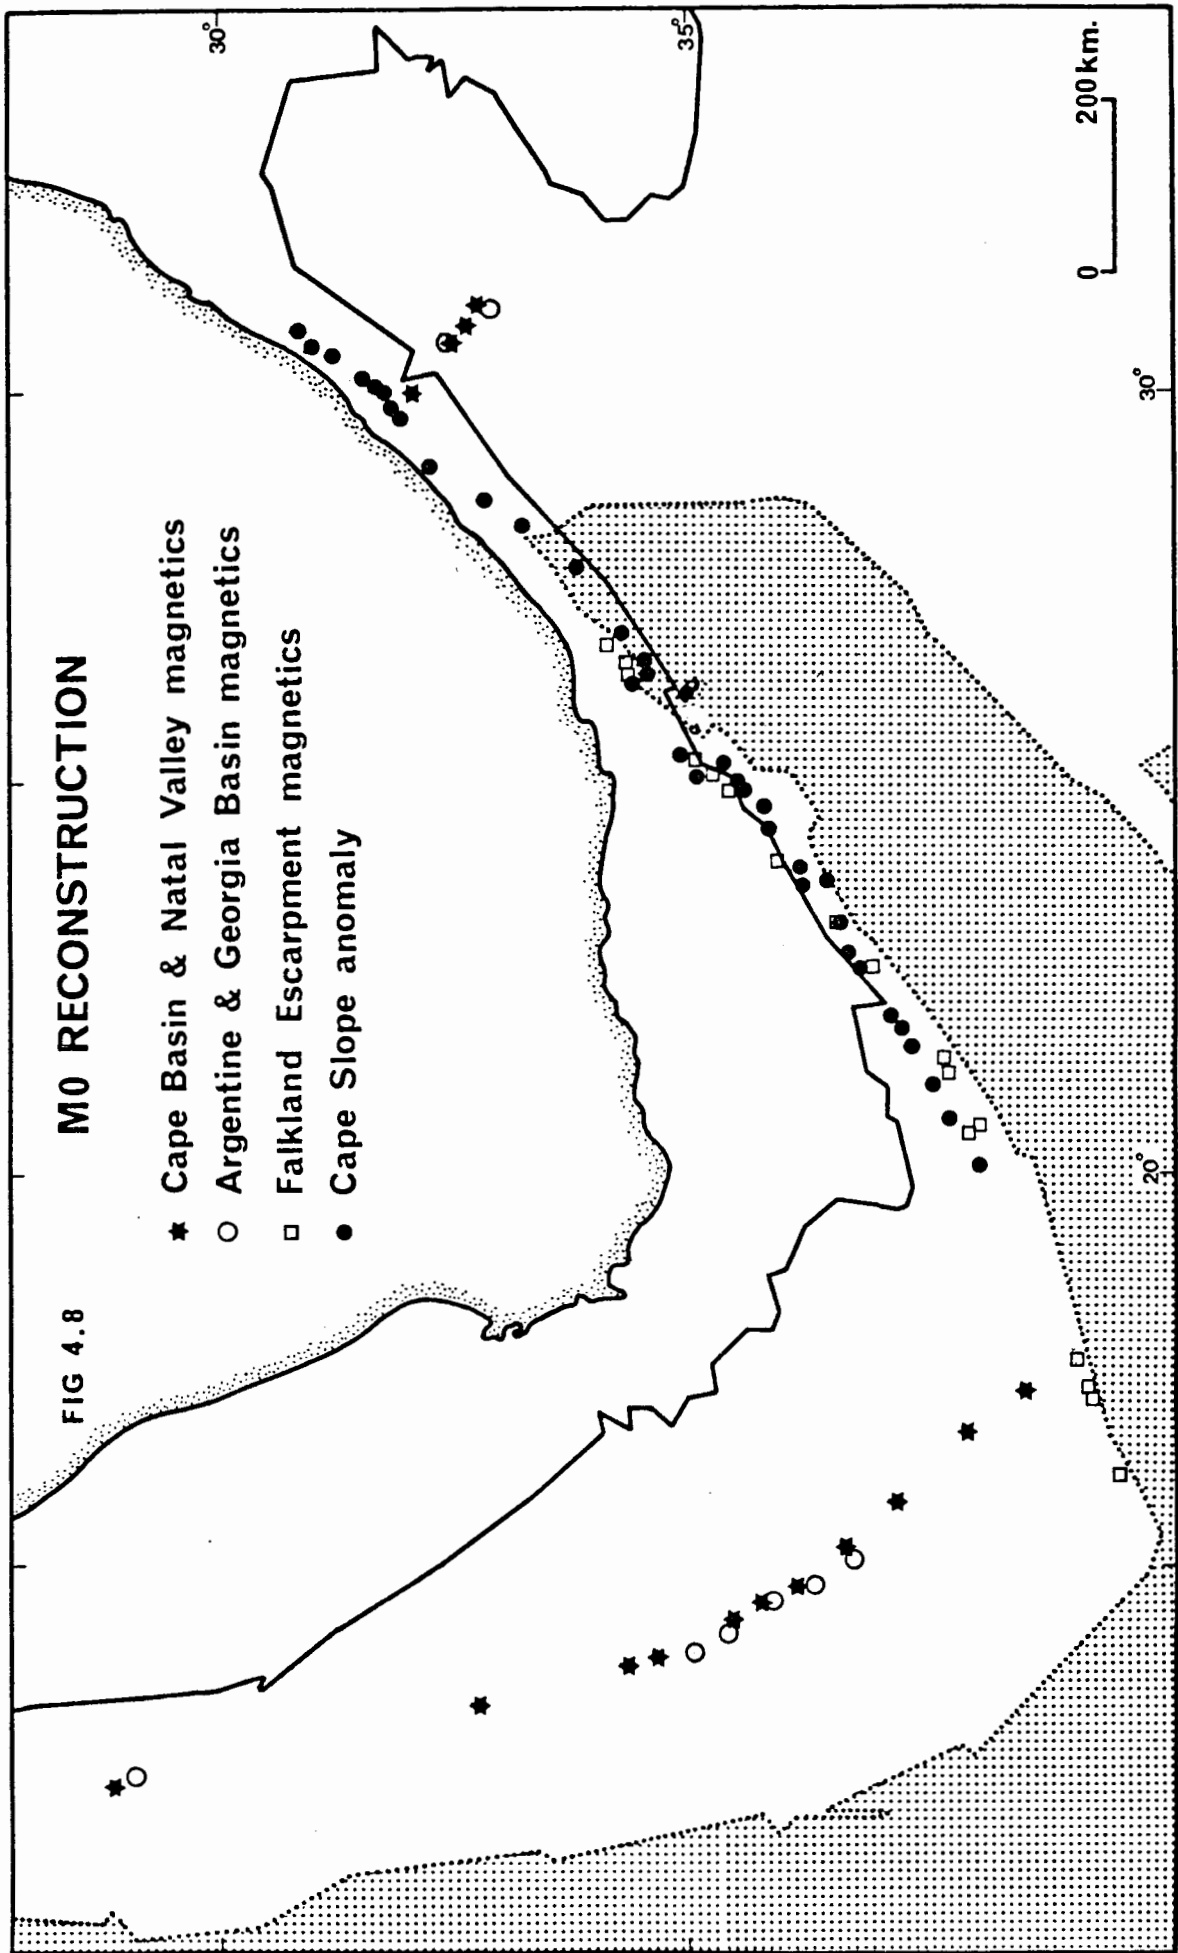 FIG 4.8
M0 RECONSTRUCTION
Cape Basin & Natal Valley magnetics
Argentine & Georgia Basin magnetics
Falkland Escarpment magnetics
Cape Slope anomaly
30°
35°
20°
30°
0 200 km.